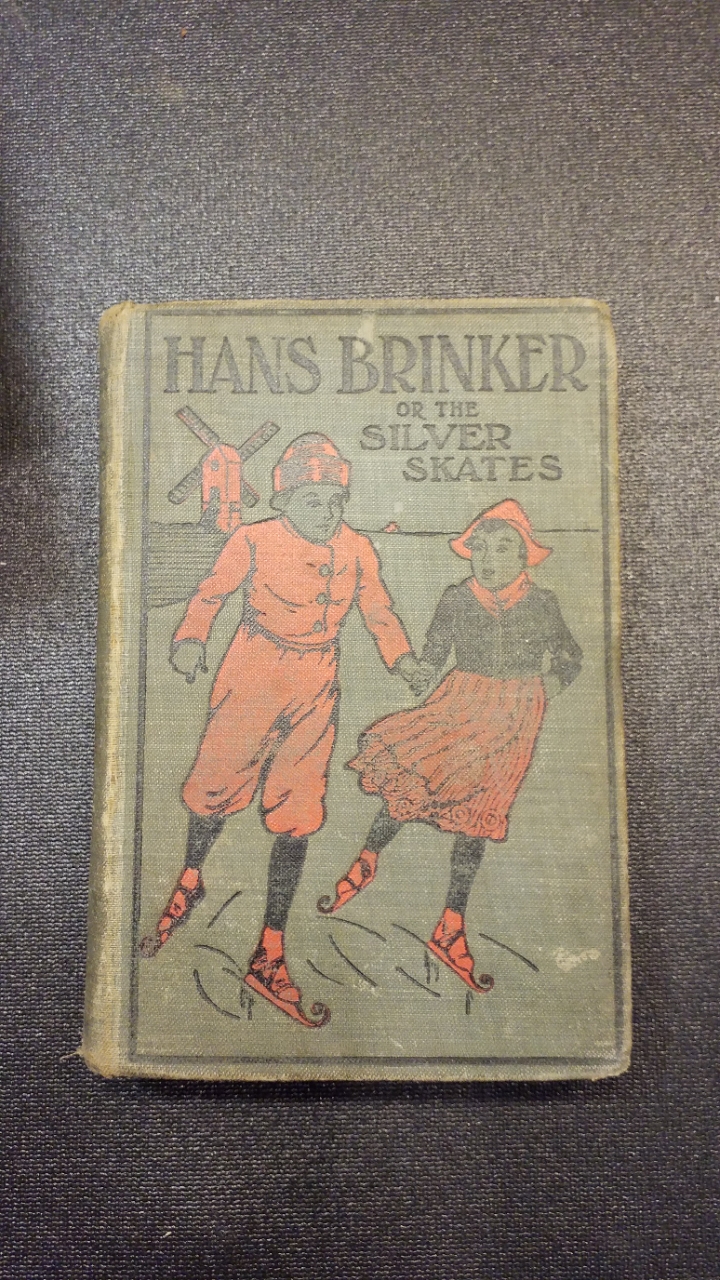 HANS BRINKER
OR THE
SILVER
SKATES